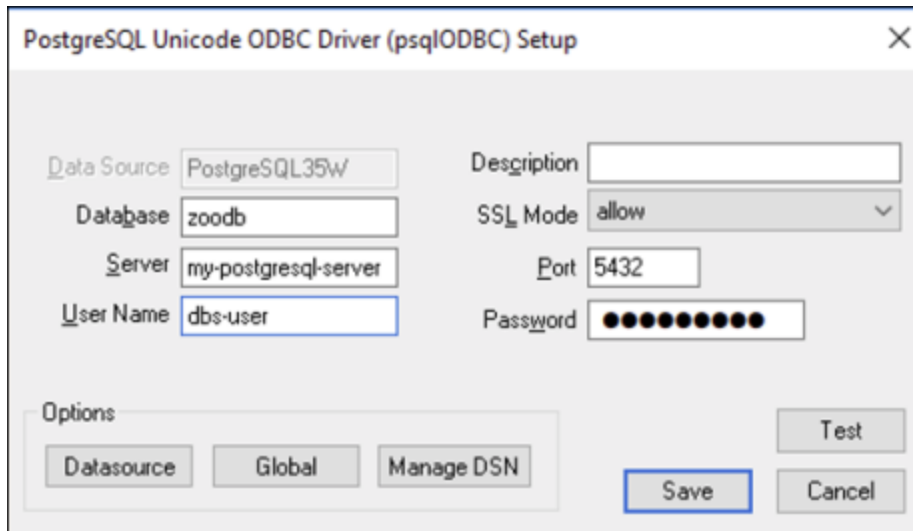 PostgreSQL Unicode ODBC Driver (psqlODBC) Setup
Data Source PostgreSQL35W
Description
Database zoodb
SSL Mode allow
Server my-postgresql-server
Port 5432
User Name dbs-user
Password ●●●●●●●●●
Options
Datasource Global Manage DSN
Test
Save Cancel